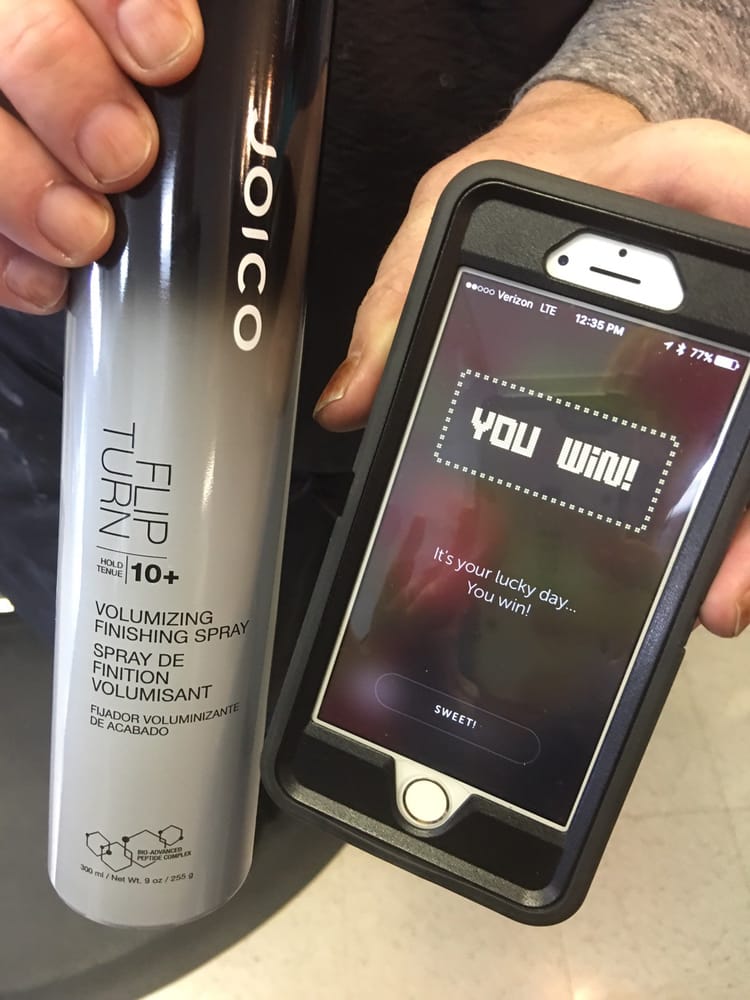 JOICO
FLIP
TURN
HOLD
TENUE
10+
VOLUMIZING
FINISHING SPRAY
SPRAY DE
FINITION
VOLUMISANT
FIJADOR VOLUMINIZANTE
DE ACABADO
BIO-ADVANCED
PEPTIDE COMPLEX
300 ml / Net Wt. 9 oz / 255 g
Verizon LTE 12:35 PM 77%
YOU WIN!
It's your lucky day...
You win!
SWEET!